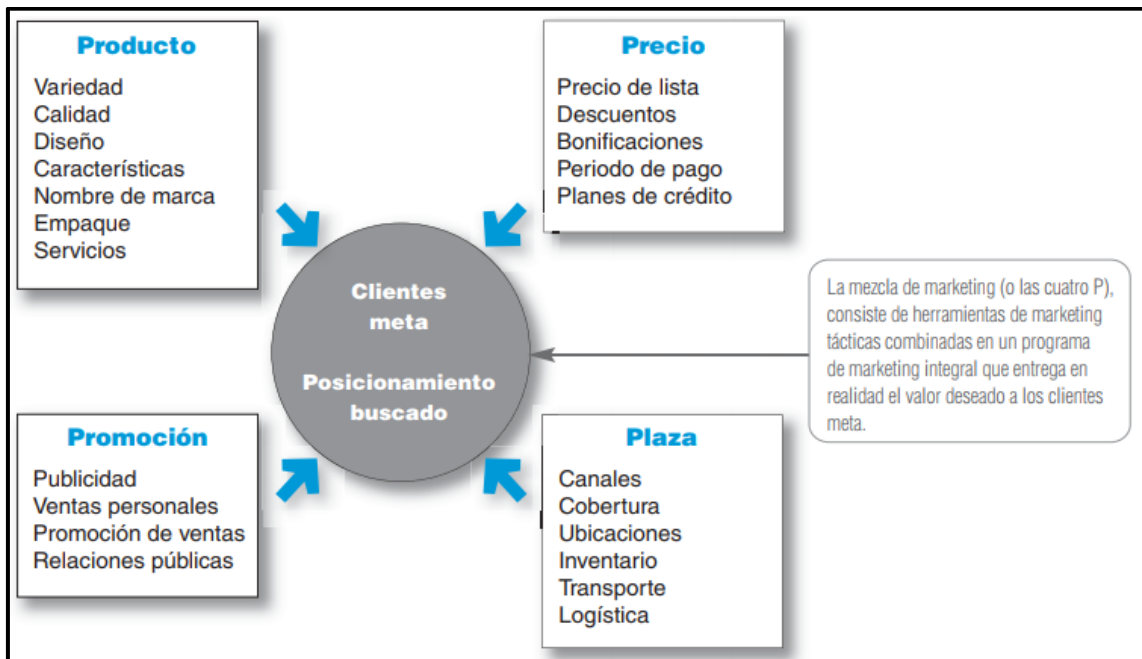 Producto
Variedad
Calidad
Diseño
Características
Nombre de marca
Empaque
Servicios
Precio
Precio de lista
Descuentos
Bonificaciones
Periodo de pago
Planes de crédito
Clientes
meta
Posicionamiento
buscado
La mezcla de marketing (o las cuatro P),
consiste de herramientas de marketing
tácticas combinadas en un programa
de marketing integral que entrega en
realidad el valor deseado a los clientes
meta.
Promoción
Publicidad
Ventas personales
Promoción de ventas
Relaciones públicas
Plaza
Canales
Cobertura
Ubicaciones
Inventario
Transporte
Logística